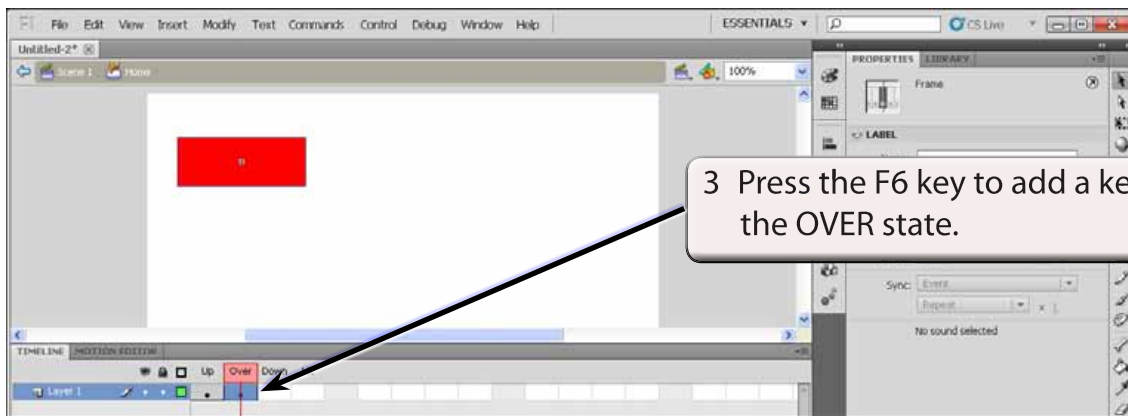 Fl File Edit View Insert Modify Text Commands Control Debug Window Help ESSENTIALS CS Live
Untitled-2*
Scene 1 Home 100%
PROPERTIES LIBRARY
Frame
LABEL
3 Press the F6 key to add a ke
the OVER state.
Sync: Event
Repeat x 1
No sound selected
TIMELINE MOTION EDITOR
Up Over Down
Layer 1